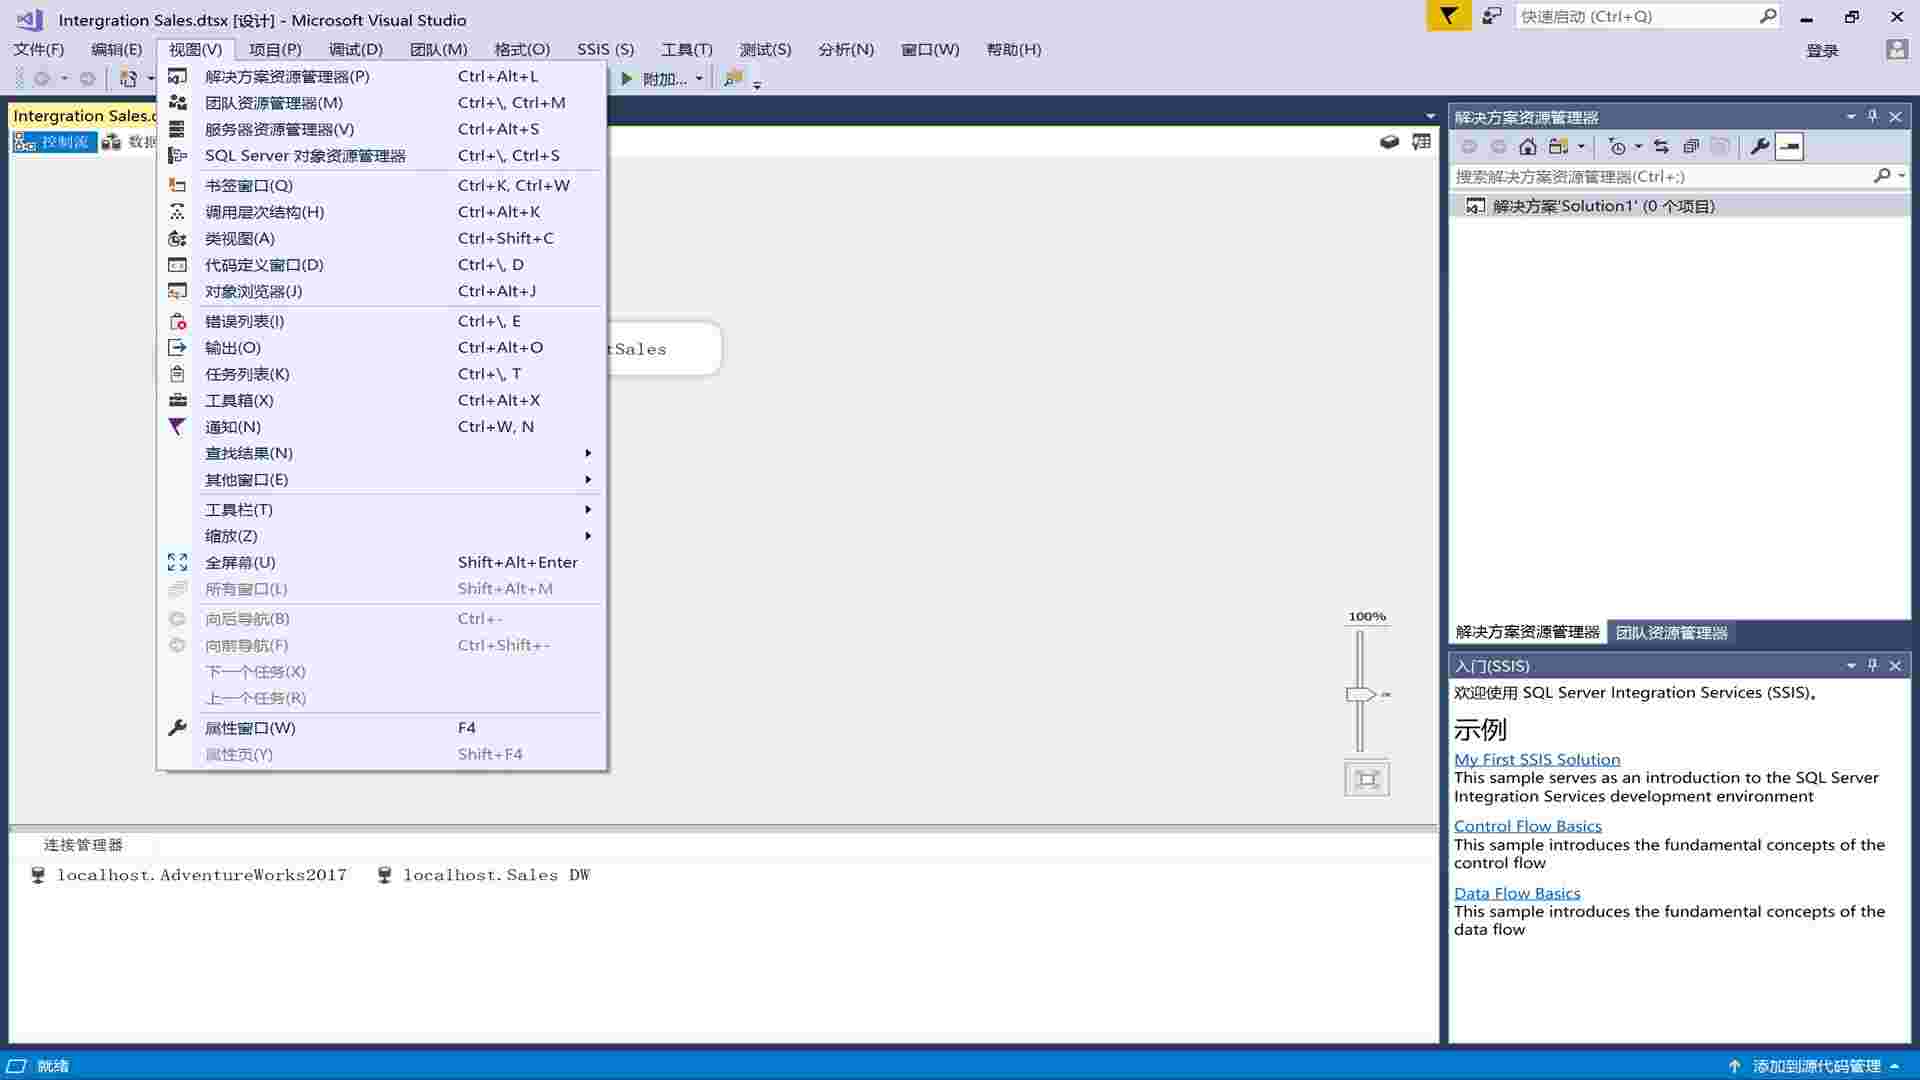 Intergration Sales.dtsx [设计] - Microsoft Visual Studio
快速启动 (Ctrl+Q)
文件(F) 编辑(E) 视图(V) 项目(P) 调试(D) 团队(M) 格式(O) SSIS (S) 工具(T) 测试(S) 分析(N) 窗口(W) 帮助(H) 登录
附加...
Intergration Sales.d
控制流 数据
解决方案资源管理器(P) Ctrl+Alt+L
团队资源管理器(M) Ctrl+\, Ctrl+M
服务器资源管理器(V) Ctrl+Alt+S
SQL Server 对象资源管理器 Ctrl+\, Ctrl+S
书签窗口(Q) Ctrl+K, Ctrl+W
调用层次结构(H) Ctrl+Alt+K
类视图(A) Ctrl+Shift+C
代码定义窗口(D) Ctrl+\, D
对象浏览器(J) Ctrl+Alt+J
错误列表(I) Ctrl+\, E
输出(O) Ctrl+Alt+O
任务列表(K) Ctrl+\, T
工具箱(X) Ctrl+Alt+X
通知(N) Ctrl+W, N
查找结果(N)
其他窗口(E)
工具栏(T)
缩放(Z)
全屏幕(U) Shift+Alt+Enter
所有窗口(L) Shift+Alt+M
向后导航(B) Ctrl+-
向前导航(F) Ctrl+Shift+-
下一个任务(X)
上一个任务(R)
属性窗口(W) F4
属性页(Y) Shift+F4
tSales
100%
连接管理器
localhost.AdventureWorks2017 localhost.Sales DW
解决方案资源管理器
搜索解决方案资源管理器(Ctrl+;)
解决方案'Solution1' (0 个项目)
解决方案资源管理器 团队资源管理器
入门(SSIS)
欢迎使用 SQL Server Integration Services (SSIS)。
示例
My First SSIS Solution
This sample serves as an introduction to the SQL Server
Integration Services development environment
Control Flow Basics
This sample introduces the fundamental concepts of the
control flow
Data Flow Basics
This sample introduces the fundamental concepts of the
data flow
就绪
添加到源代码管理